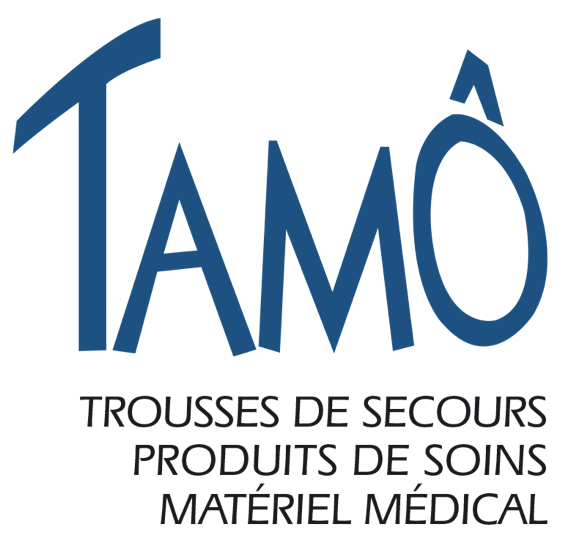 TAMÔ
TROUSSES DE SECOURS
PRODUITS DE SOINS
MATÉRIEL MÉDICAL